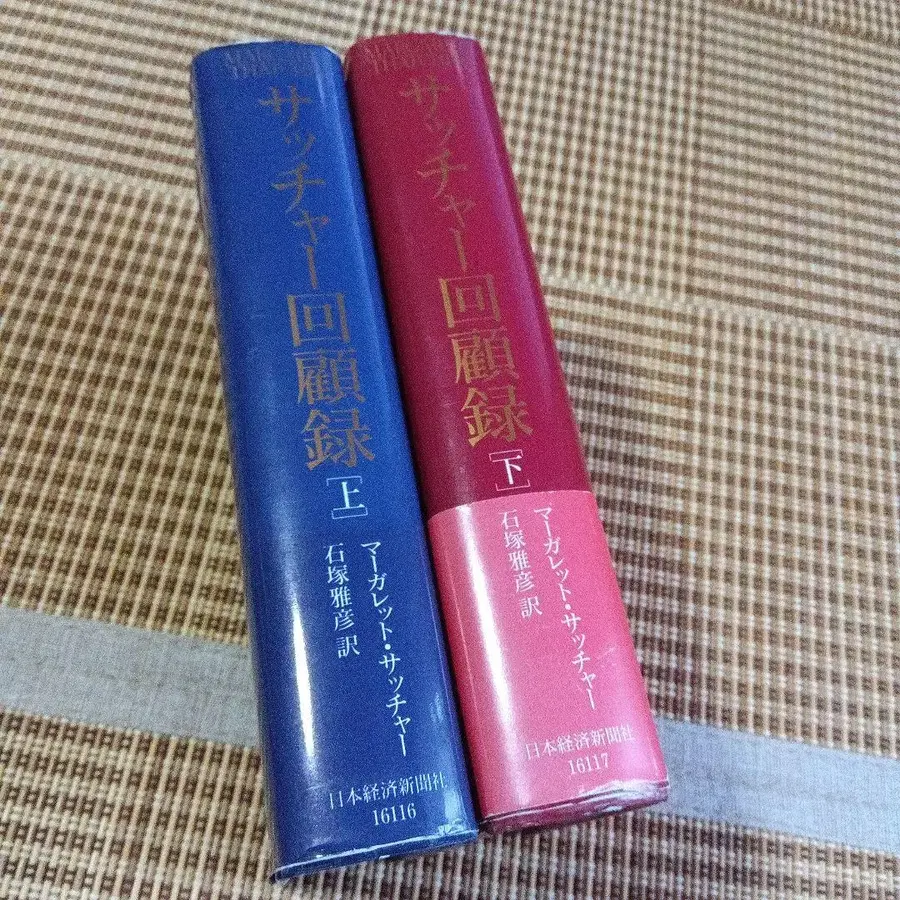 サッチャー回顧録[上]
マーガレット・サッチャー
石塚雅彦 訳
日本経済新聞社
16116
サッチャー回顧録[下]
マーガレット・サッチャー
石塚雅彦 訳
日本経済新聞社
16117